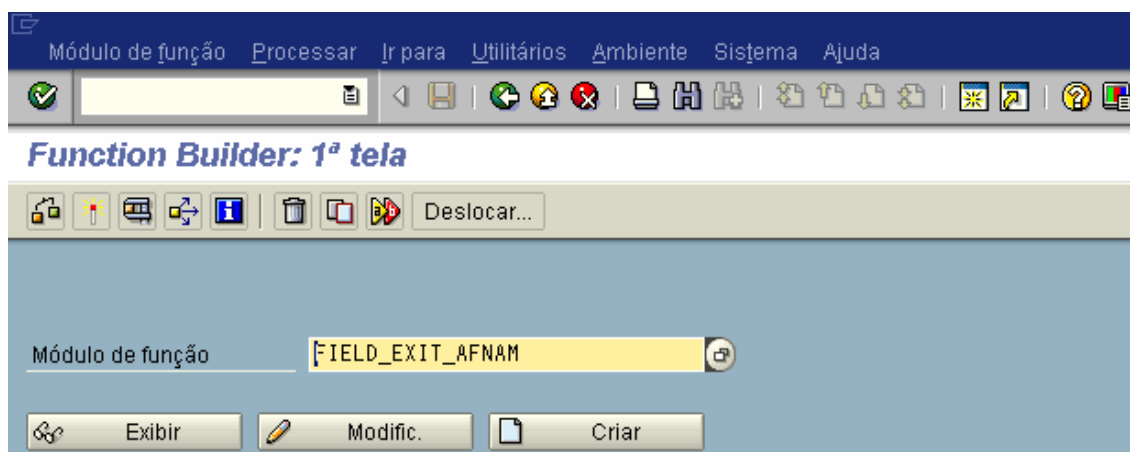 Módulo de função Processar Ir para Utilitários Ambiente Sistema Ajuda
Function Builder: 1ª tela
Deslocar...
Módulo de função FIELD_EXIT_AFNAM
Exibir Modific. Criar